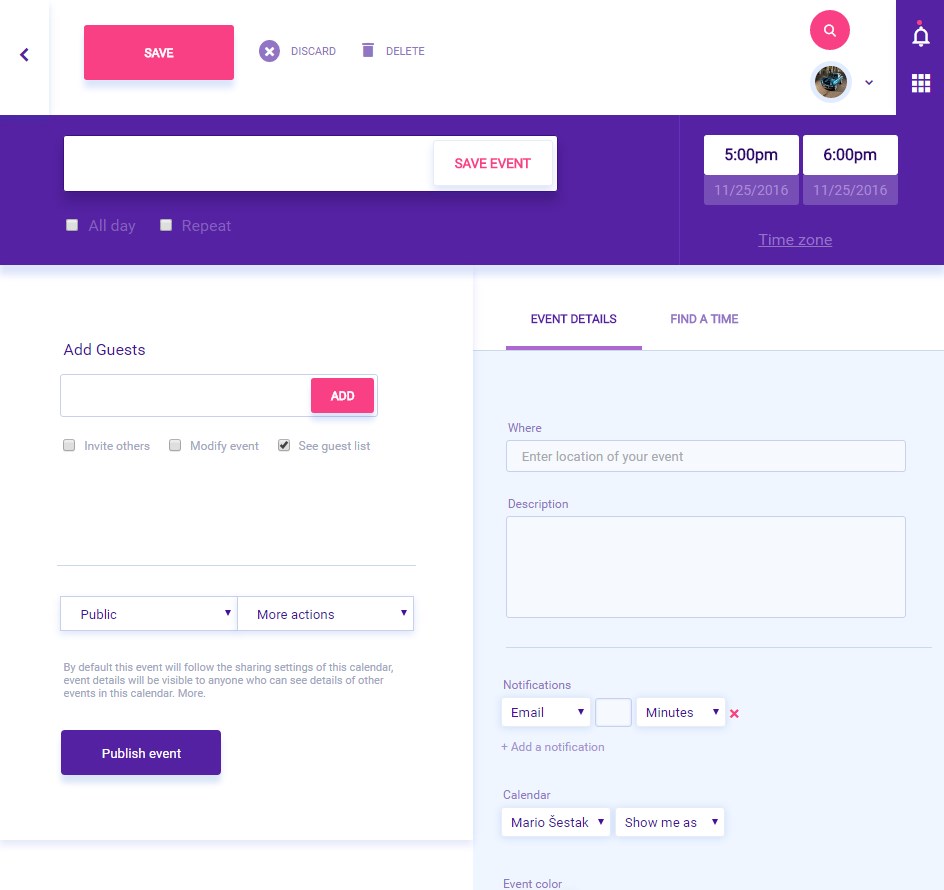 SAVE
DISCARD
DELETE
SAVE EVENT
5:00pm
6:00pm
11/25/2016
11/25/2016
All day
Repeat
Time zone
EVENT DETAILS
FIND A TIME
Add Guests
ADD
Invite others
Modify event
See guest list
Where
Enter location of your event
Description
Public
More actions
By default this event will follow the sharing settings of this calendar,
event details will be visible to anyone who can see details of other
events in this calendar. More.
Publish event
Notifications
Email
Minutes
+ Add a notification
Calendar
Mario Šestak
Show me as
Event color